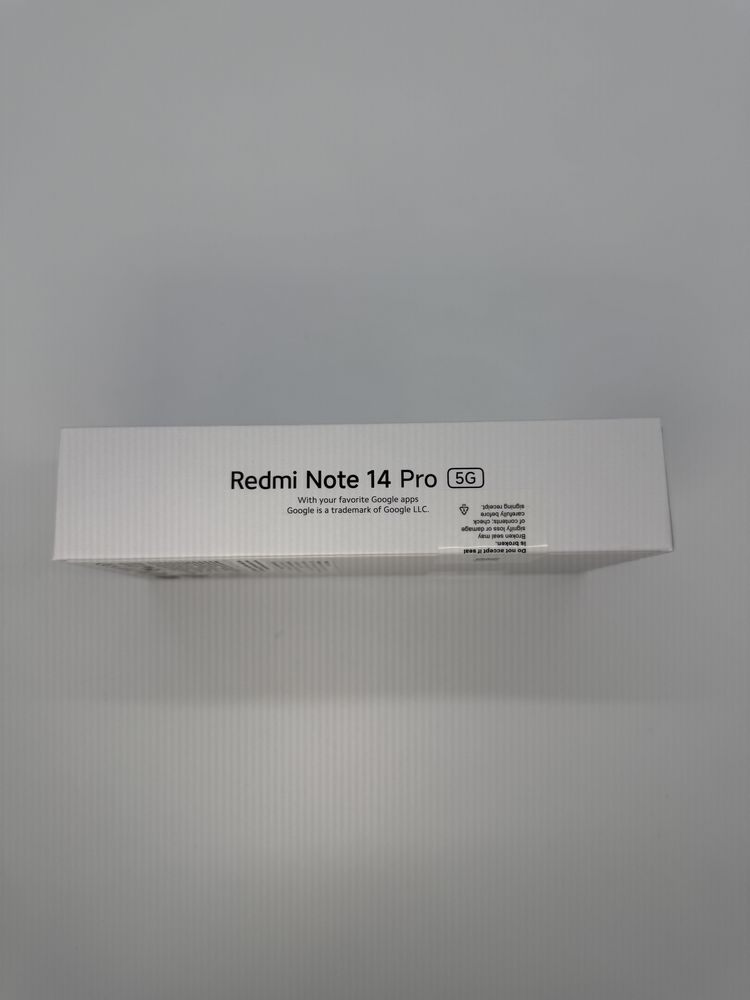 Redmi Note 14 Pro 5G
With your favorite Google apps
Google is a trademark of Google LLC.
Do not accept if seal
is broken.
Broken seal may
signify loss or damage
of contents; check
carefully before
signing receipt.